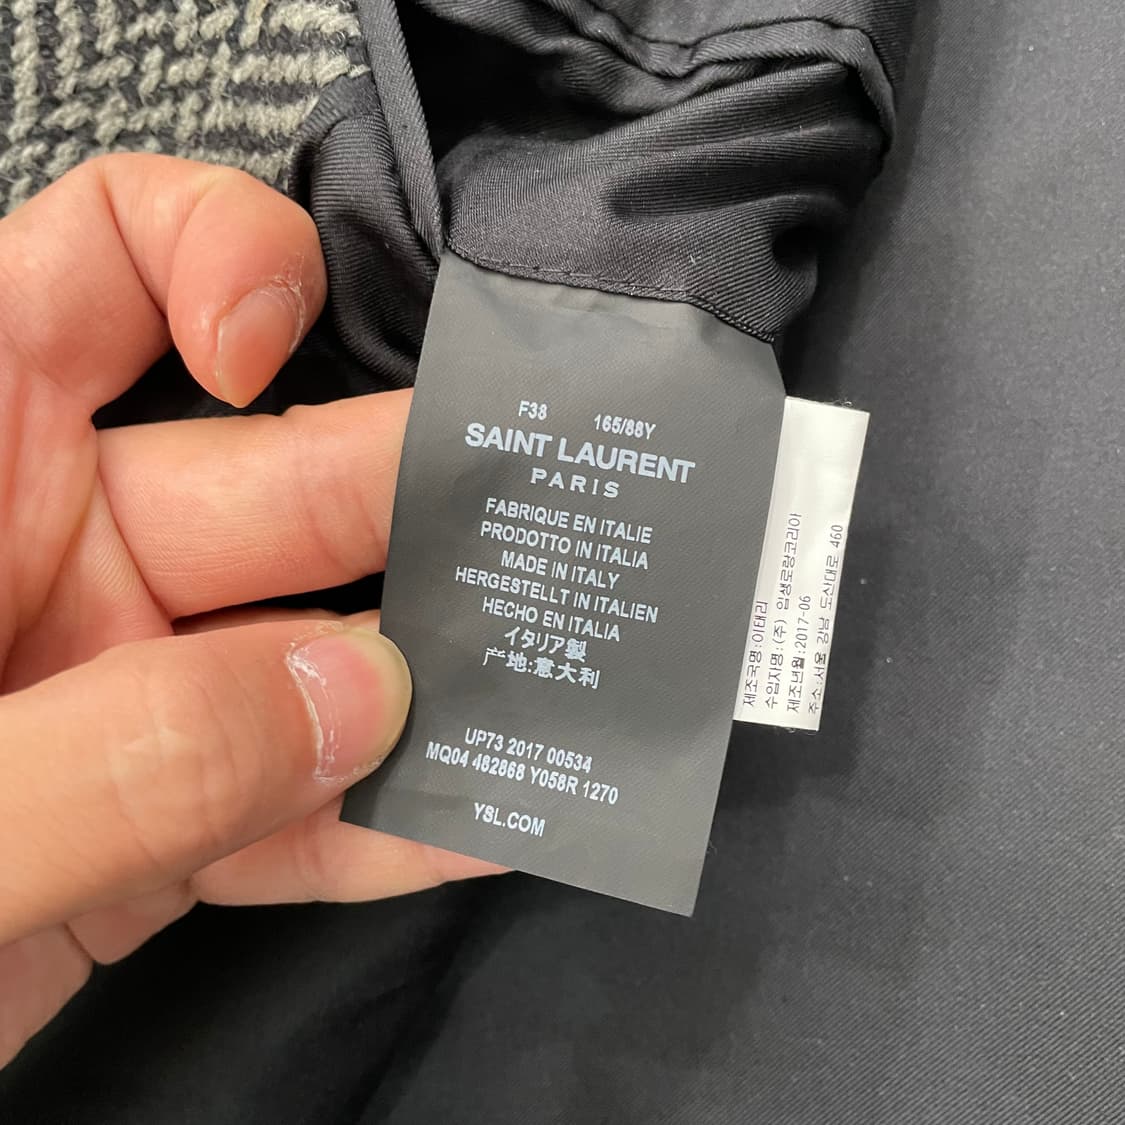 F38 165/88Y
SAINT LAURENT
PARIS
FABRIQUE EN ITALIE
PRODOTTO IN ITALIA
MADE IN ITALY
HERGESTELLT IN ITALIEN
HECHO EN ITALIA
イタリア製
产地:意大利
UP73 2017 00534
MQ04 482868 Y058R 1270
YSL.COM
제조국명:이태리
수입자명:(주) 입생로랑코리아
제조년월:2017-06
주소:서울 강남 도산대로 460